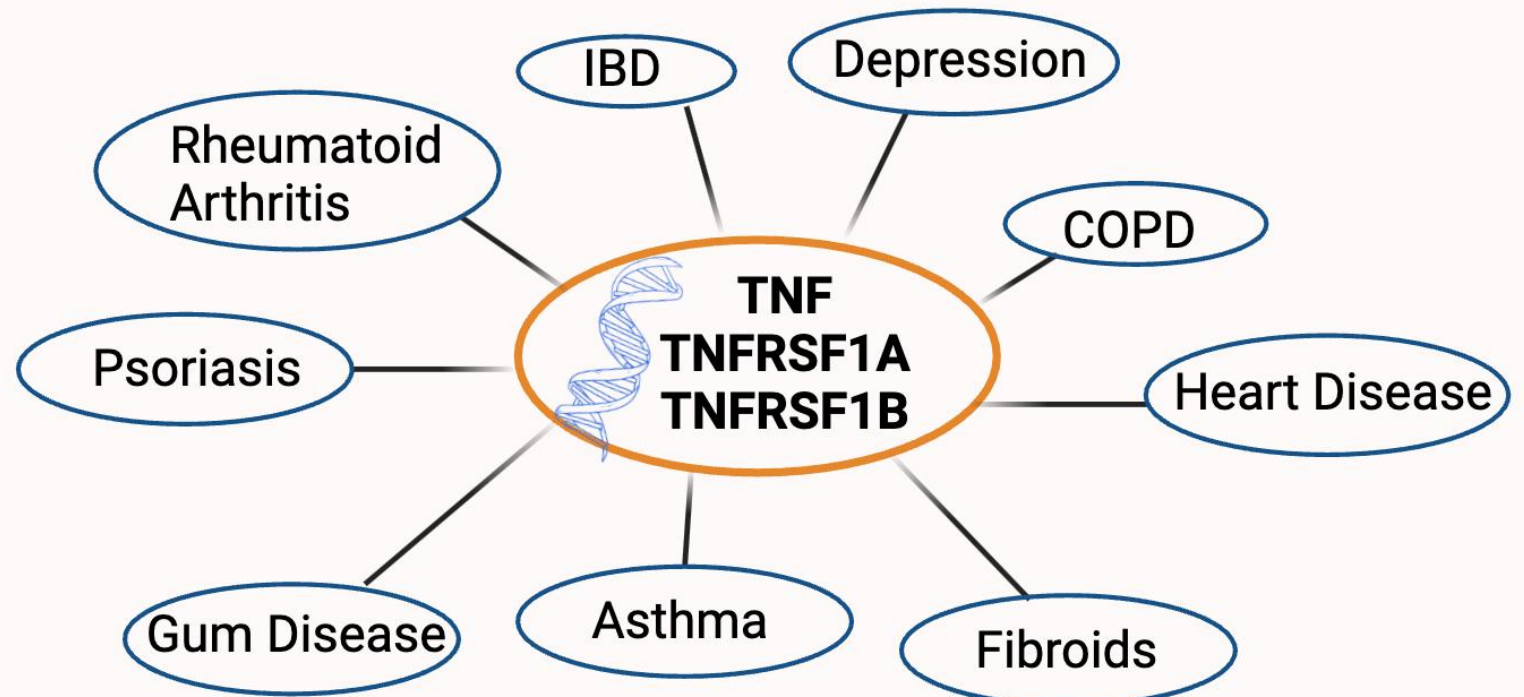 IBD
Depression
Rheumatoid
Arthritis
COPD
TNF
TNFRSF1A
TNFRSF1B
Psoriasis
Heart Disease
Gum Disease
Asthma
Fibroids